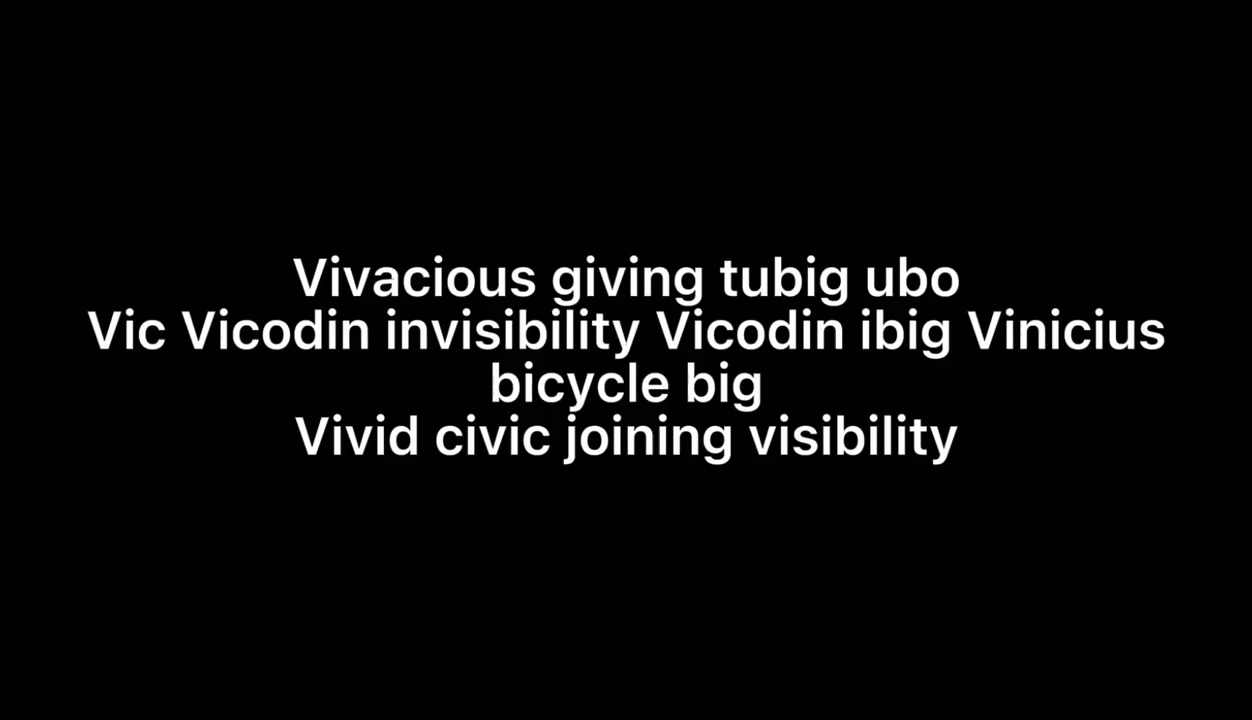 Vivacious giving tubig ubo
Vic Vicodin invisibility Vicodin ibig Vinicius
bicycle big
Vivid civic joining visibility